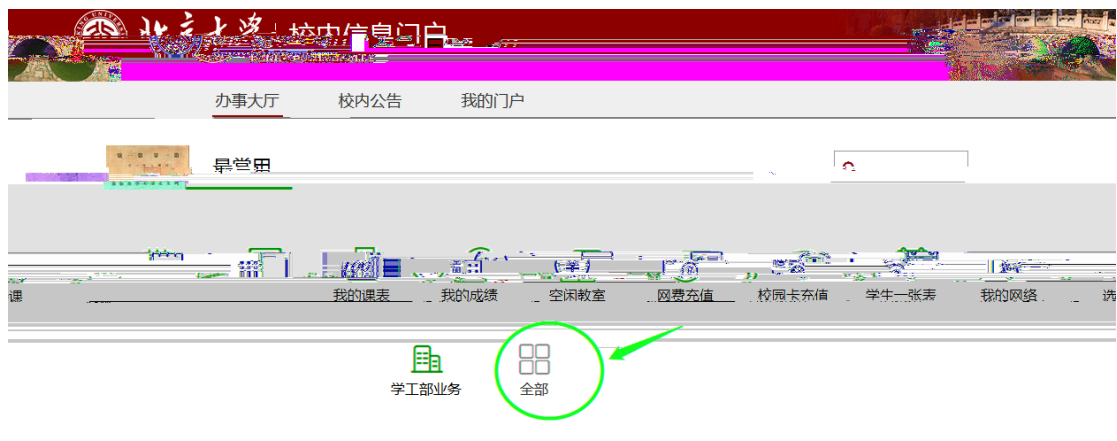 北京大学 校内信息门户
办事大厅 校内公告 我的门户
最常用
课 我的课表 我的成绩 空闲教室 网费充值 校园卡充值 学生一张表 我的网络 选
学工部业务 全部